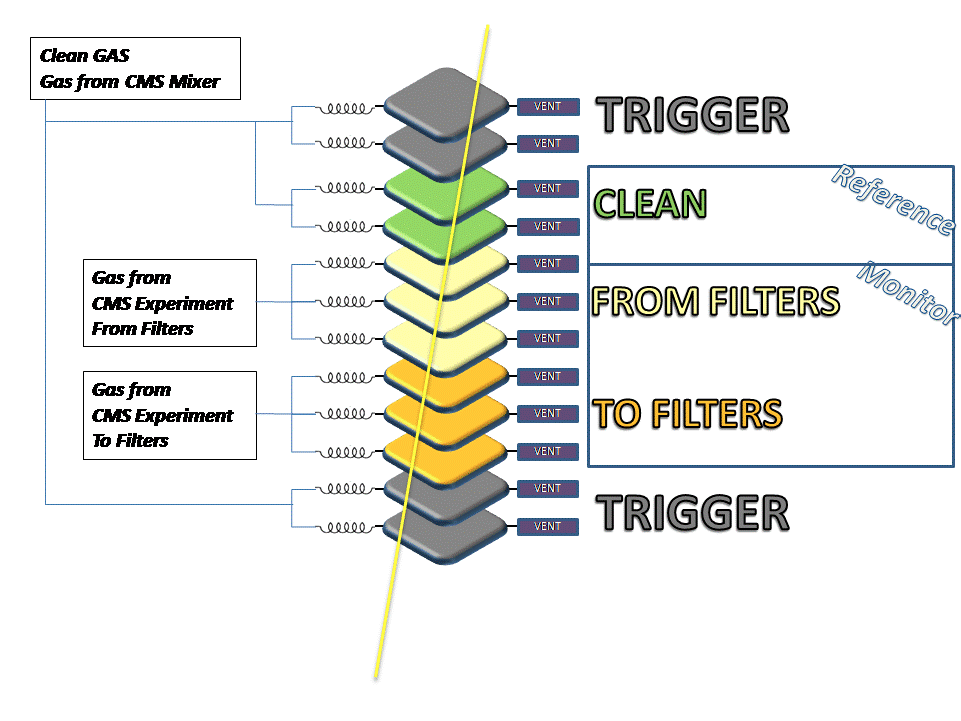 Clean GAS
Gas from CMS Mixer
VENT
TRIGGER
VENT
Reference
VENT
CLEAN
VENT
VENT
Monitor
Gas from
CMS Experiment
From Filters
VENT
FROM FILTERS
VENT
VENT
Gas from
CMS Experiment
To Filters
VENT
TO FILTERS
VENT
VENT
TRIGGER
VENT